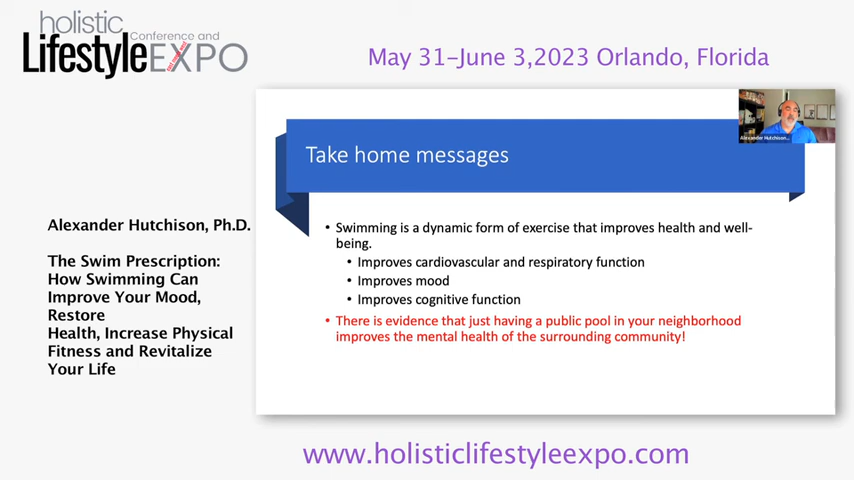 holistic
Conference and
LifestyleEXPO
May 31-June 3,2023 Orlando, Florida
Alexander Hutchison...
Take home messages
Alexander Hutchison, Ph.D.
The Swim Prescription:
How Swimming Can
Improve Your Mood,
Restore
Health, Increase Physical
Fitness and Revitalize
Your Life
• Swimming is a dynamic form of exercise that improves health and well-
being.
• Improves cardiovascular and respiratory function
• Improves mood
• Improves cognitive function
• There is evidence that just having a public pool in your neighborhood
improves the mental health of the surrounding community!
www.holisticlifestyleexpo.com